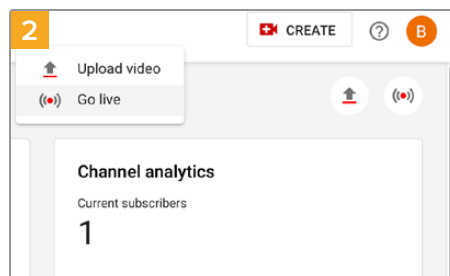 2
CREATE
B
Upload video
Go live
Channel analytics
Current subscribers
1